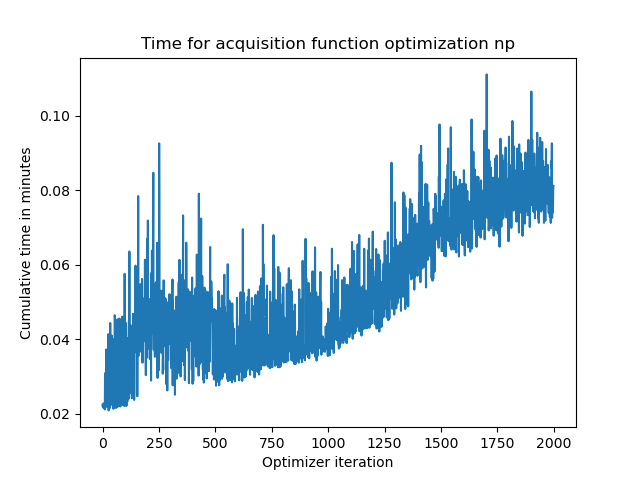 Time for acquisition function optimization np
Cumulative time in minutes
0.10
0.08
0.06
0.04
0.02
0 250 500 750 1000 1250 1500 1750 2000
Optimizer iteration